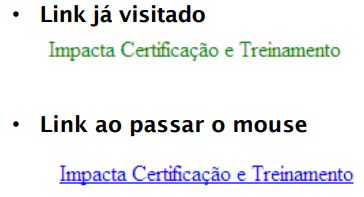 • Link já visitado
Impacta Certificação e Treinamento
• Link ao passar o mouse
Impacta Certificação e Treinamento